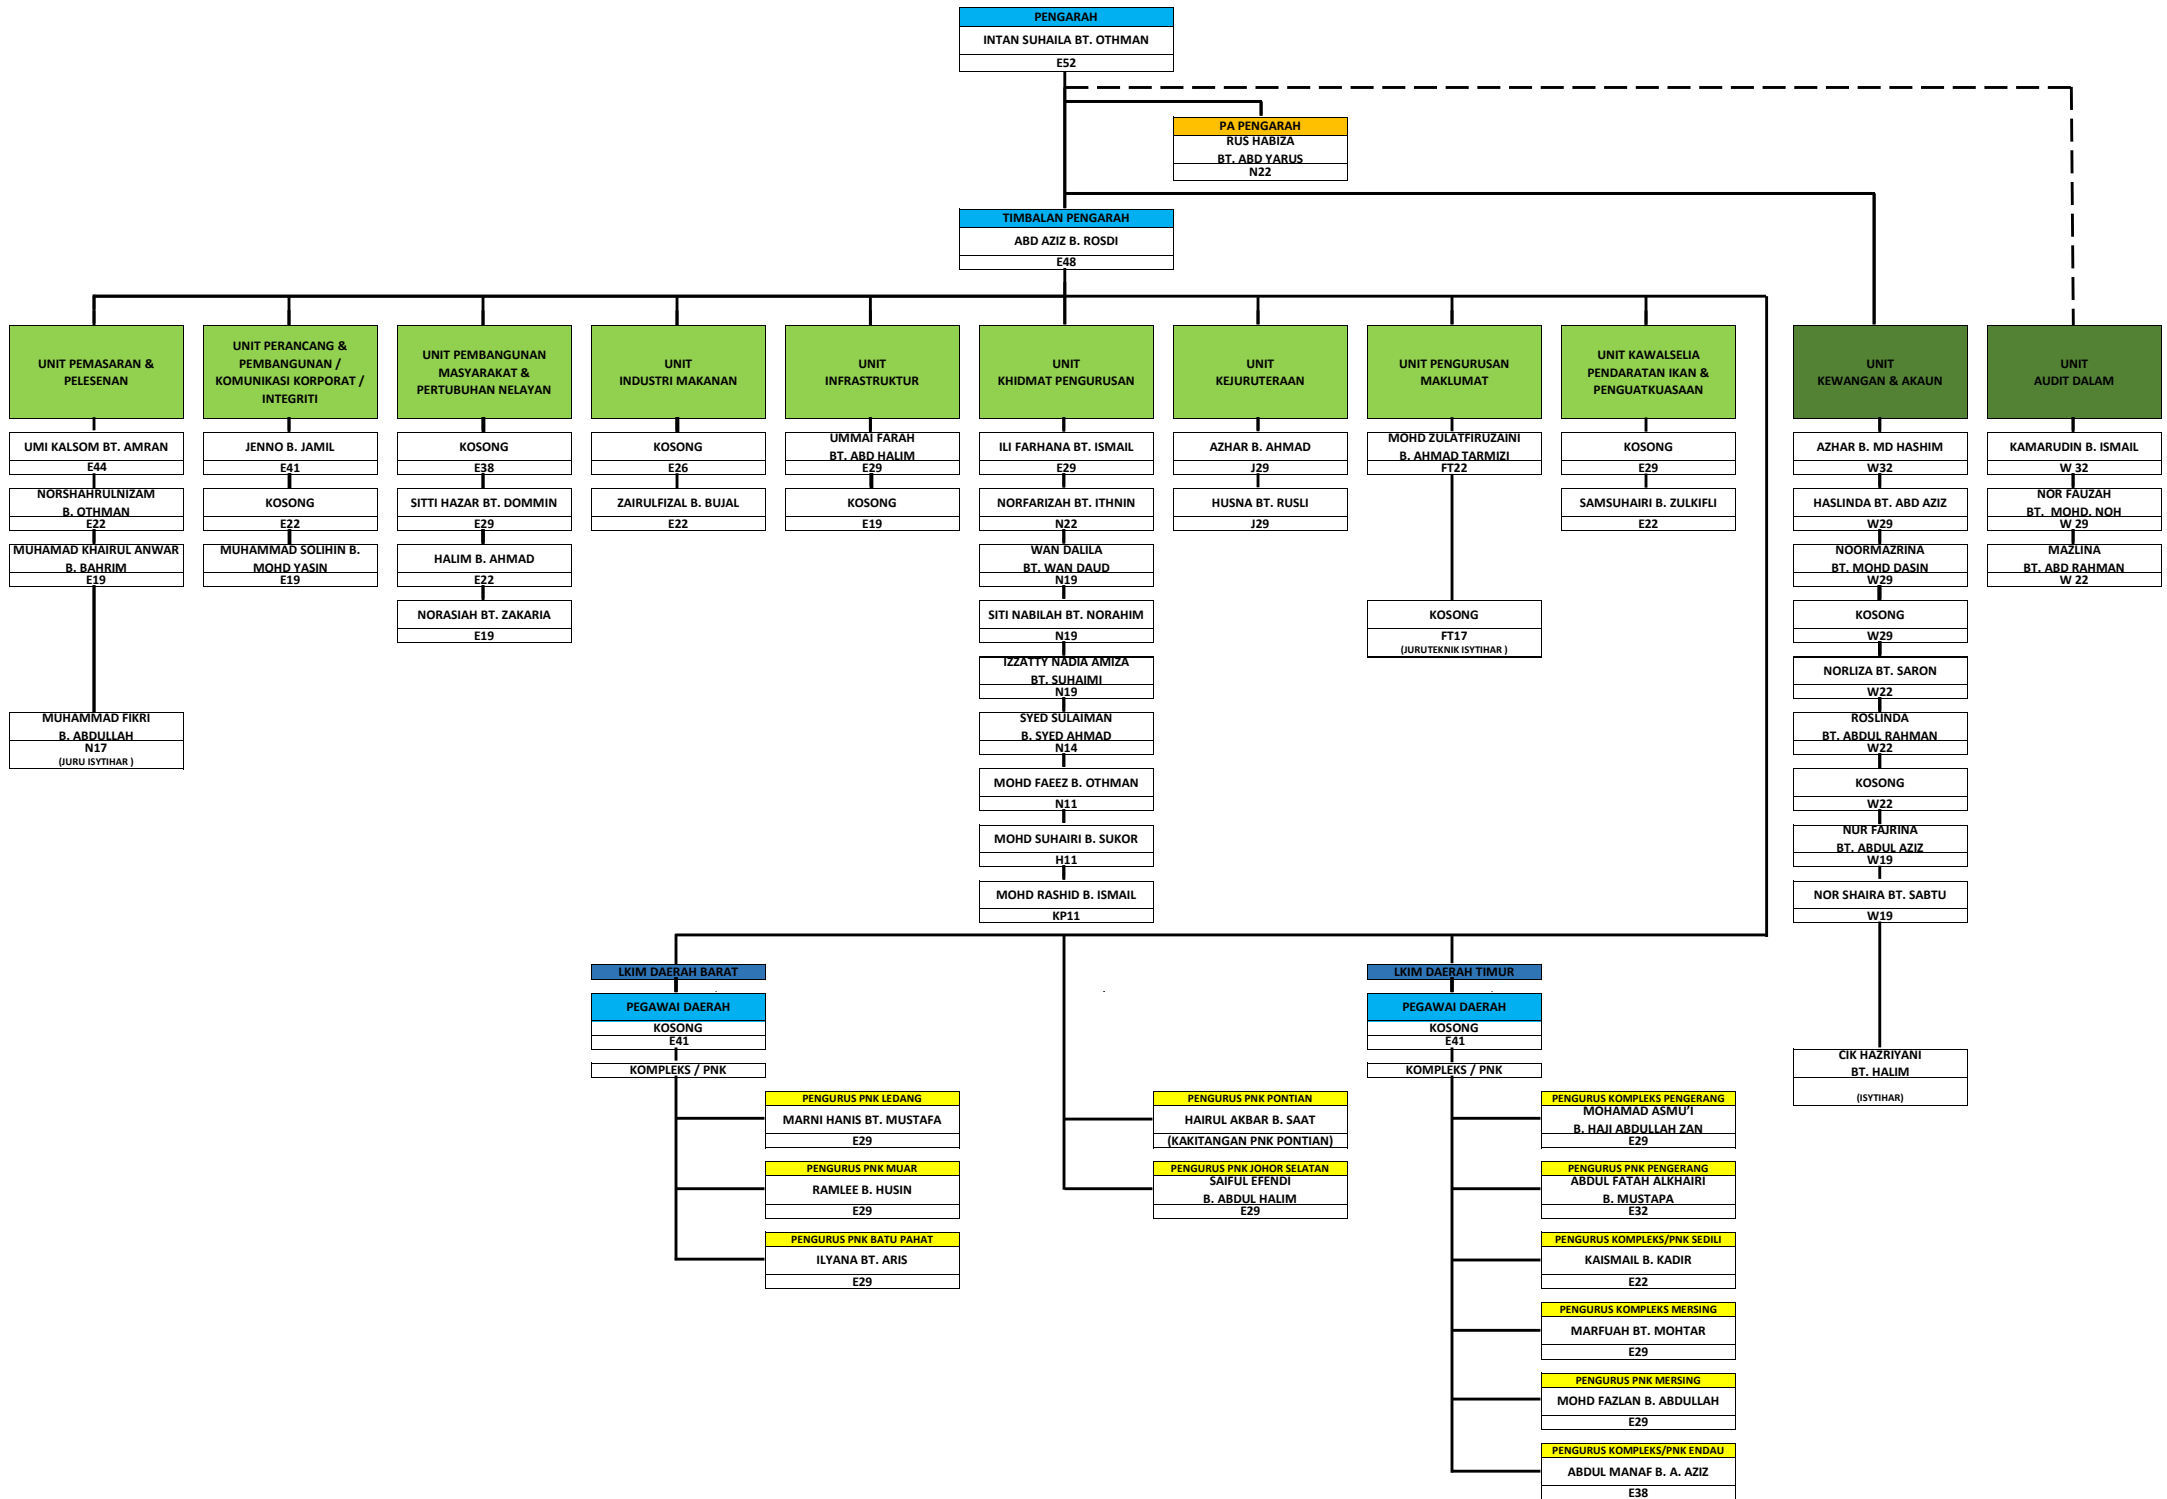 PENGARAH
INTAN SUHAILA BT. OTHMAN
E52
PA PENGARAH
RUS HABIZA
BT. ABD YARUS
N22
TIMBALAN PENGARAH
ABD AZIZ B. ROSDI
E48
UNIT PEMASARAN &
PELESENAN
UMI KALSOM BT. AMRAN
E44
NORSHAHRULNIZAM
B. OTHMAN
E22
MUHAMAD KHAIRUL ANWAR
B. BAHRIM
E19
MUHAMMAD FIKRI
B. ABDULLAH
N17
(JURU ISYTIHAR )
UNIT PERANCANG &
PEMBANGUNAN /
KOMUNIKASI KORPORAT /
INTEGRITI
JENNO B. JAMIL
E41
KOSONG
E22
MUHAMMAD SOLIHIN B.
MOHD YASIN
E19
UNIT PEMBANGUNAN
MASYARAKAT &
PERTUBUHAN NELAYAN
KOSONG
E38
SITTI HAZAR BT. DOMMIN
E29
HALIM B. AHMAD
E22
NORASIAH BT. ZAKARIA
E19
UNIT
INDUSTRI MAKANAN
KOSONG
E26
ZAIRULFIZAL B. BUJAL
E22
UNIT
INFRASTRUKTUR
UMMAI FARAH
BT. ABD HALIM
E29
KOSONG
E19
UNIT
KHIDMAT PENGURUSAN
ILI FARHANA BT. ISMAIL
E29
NORFARIZAH BT. ITHNIN
N22
WAN DALILA
BT. WAN DAUD
N19
SITI NABILAH BT. NORAHIM
N19
IZZATTY NADIA AMIZA
BT. SUHAIMI
N19
SYED SULAIMAN
B. SYED AHMAD
N14
MOHD FAEEZ B. OTHMAN
N11
MOHD SUHAIRI B. SUKOR
H11
MOHD RASHID B. ISMAIL
KP11
UNIT
KEJURUTERAAN
AZHAR B. AHMAD
J29
HUSNA BT. RUSLI
J29
UNIT PENGURUSAN
MAKLUMAT
MOHD ZULATFIRUZAINI
B. AHMAD TARMIZI
FT22
KOSONG
FT17
(JURUTEKNIK ISYTIHAR )
UNIT KAWALSELIA
PENDARATAN IKAN &
PENGUATKUASAAN
KOSONG
E29
SAMSUHAIRI B. ZULKIFLI
E22
UNIT
KEWANGAN & AKAUN
AZHAR B. MD HASHIM
W32
HASLINDA BT. ABD AZIZ
W29
NOORMAZRINA
BT. MOHD DASIN
W29
KOSONG
W29
NORLIZA BT. SARON
W22
ROSLINDA
BT. ABDUL RAHMAN
W22
KOSONG
W22
NUR FAJRINA
BT. ABDUL AZIZ
W19
NOR SHAIRA BT. SABTU
W19
CIK HAZRIYANI
BT. HALIM
(ISYTIHAR)
UNIT
AUDIT DALAM
KAMARUDIN B. ISMAIL
W 32
NOR FAUZAH
BT. MOHD. NOH
W 29
MAZLINA
BT. ABD RAHMAN
W 22
LKIM DAERAH BARAT
PEGAWAI DAERAH
KOSONG
E41
KOMPLEKS / PNK
PENGURUS PNK LEDANG
MARNI HANIS BT. MUSTAFA
E29
PENGURUS PNK MUAR
RAMLEE B. HUSIN
E29
PENGURUS PNK BATU PAHAT
ILYANA BT. ARIS
E29
PENGURUS PNK PONTIAN
HAIRUL AKBAR B. SAAT
(KAKITANGAN PNK PONTIAN)
PENGURUS PNK JOHOR SELATAN
SAIFUL EFENDI
B. ABDUL HALIM
E29
LKIM DAERAH TIMUR
PEGAWAI DAERAH
KOSONG
E41
KOMPLEKS / PNK
PENGURUS KOMPLEKS PENGERANG
MOHAMAD ASMU'I
B. HAJI ABDULLAH ZAN
E29
PENGURUS PNK PENGERANG
ABDUL FATAH ALKHAIRI
B. MUSTAPA
E32
PENGURUS KOMPLEKS/PNK SEDILI
KAISMAIL B. KADIR
E22
PENGURUS KOMPLEKS MERSING
MARFUAH BT. MOHTAR
E29
PENGURUS PNK MERSING
MOHD FAZLAN B. ABDULLAH
E29
PENGURUS KOMPLEKS/PNK ENDAU
ABDUL MANAF B. A. AZIZ
E38